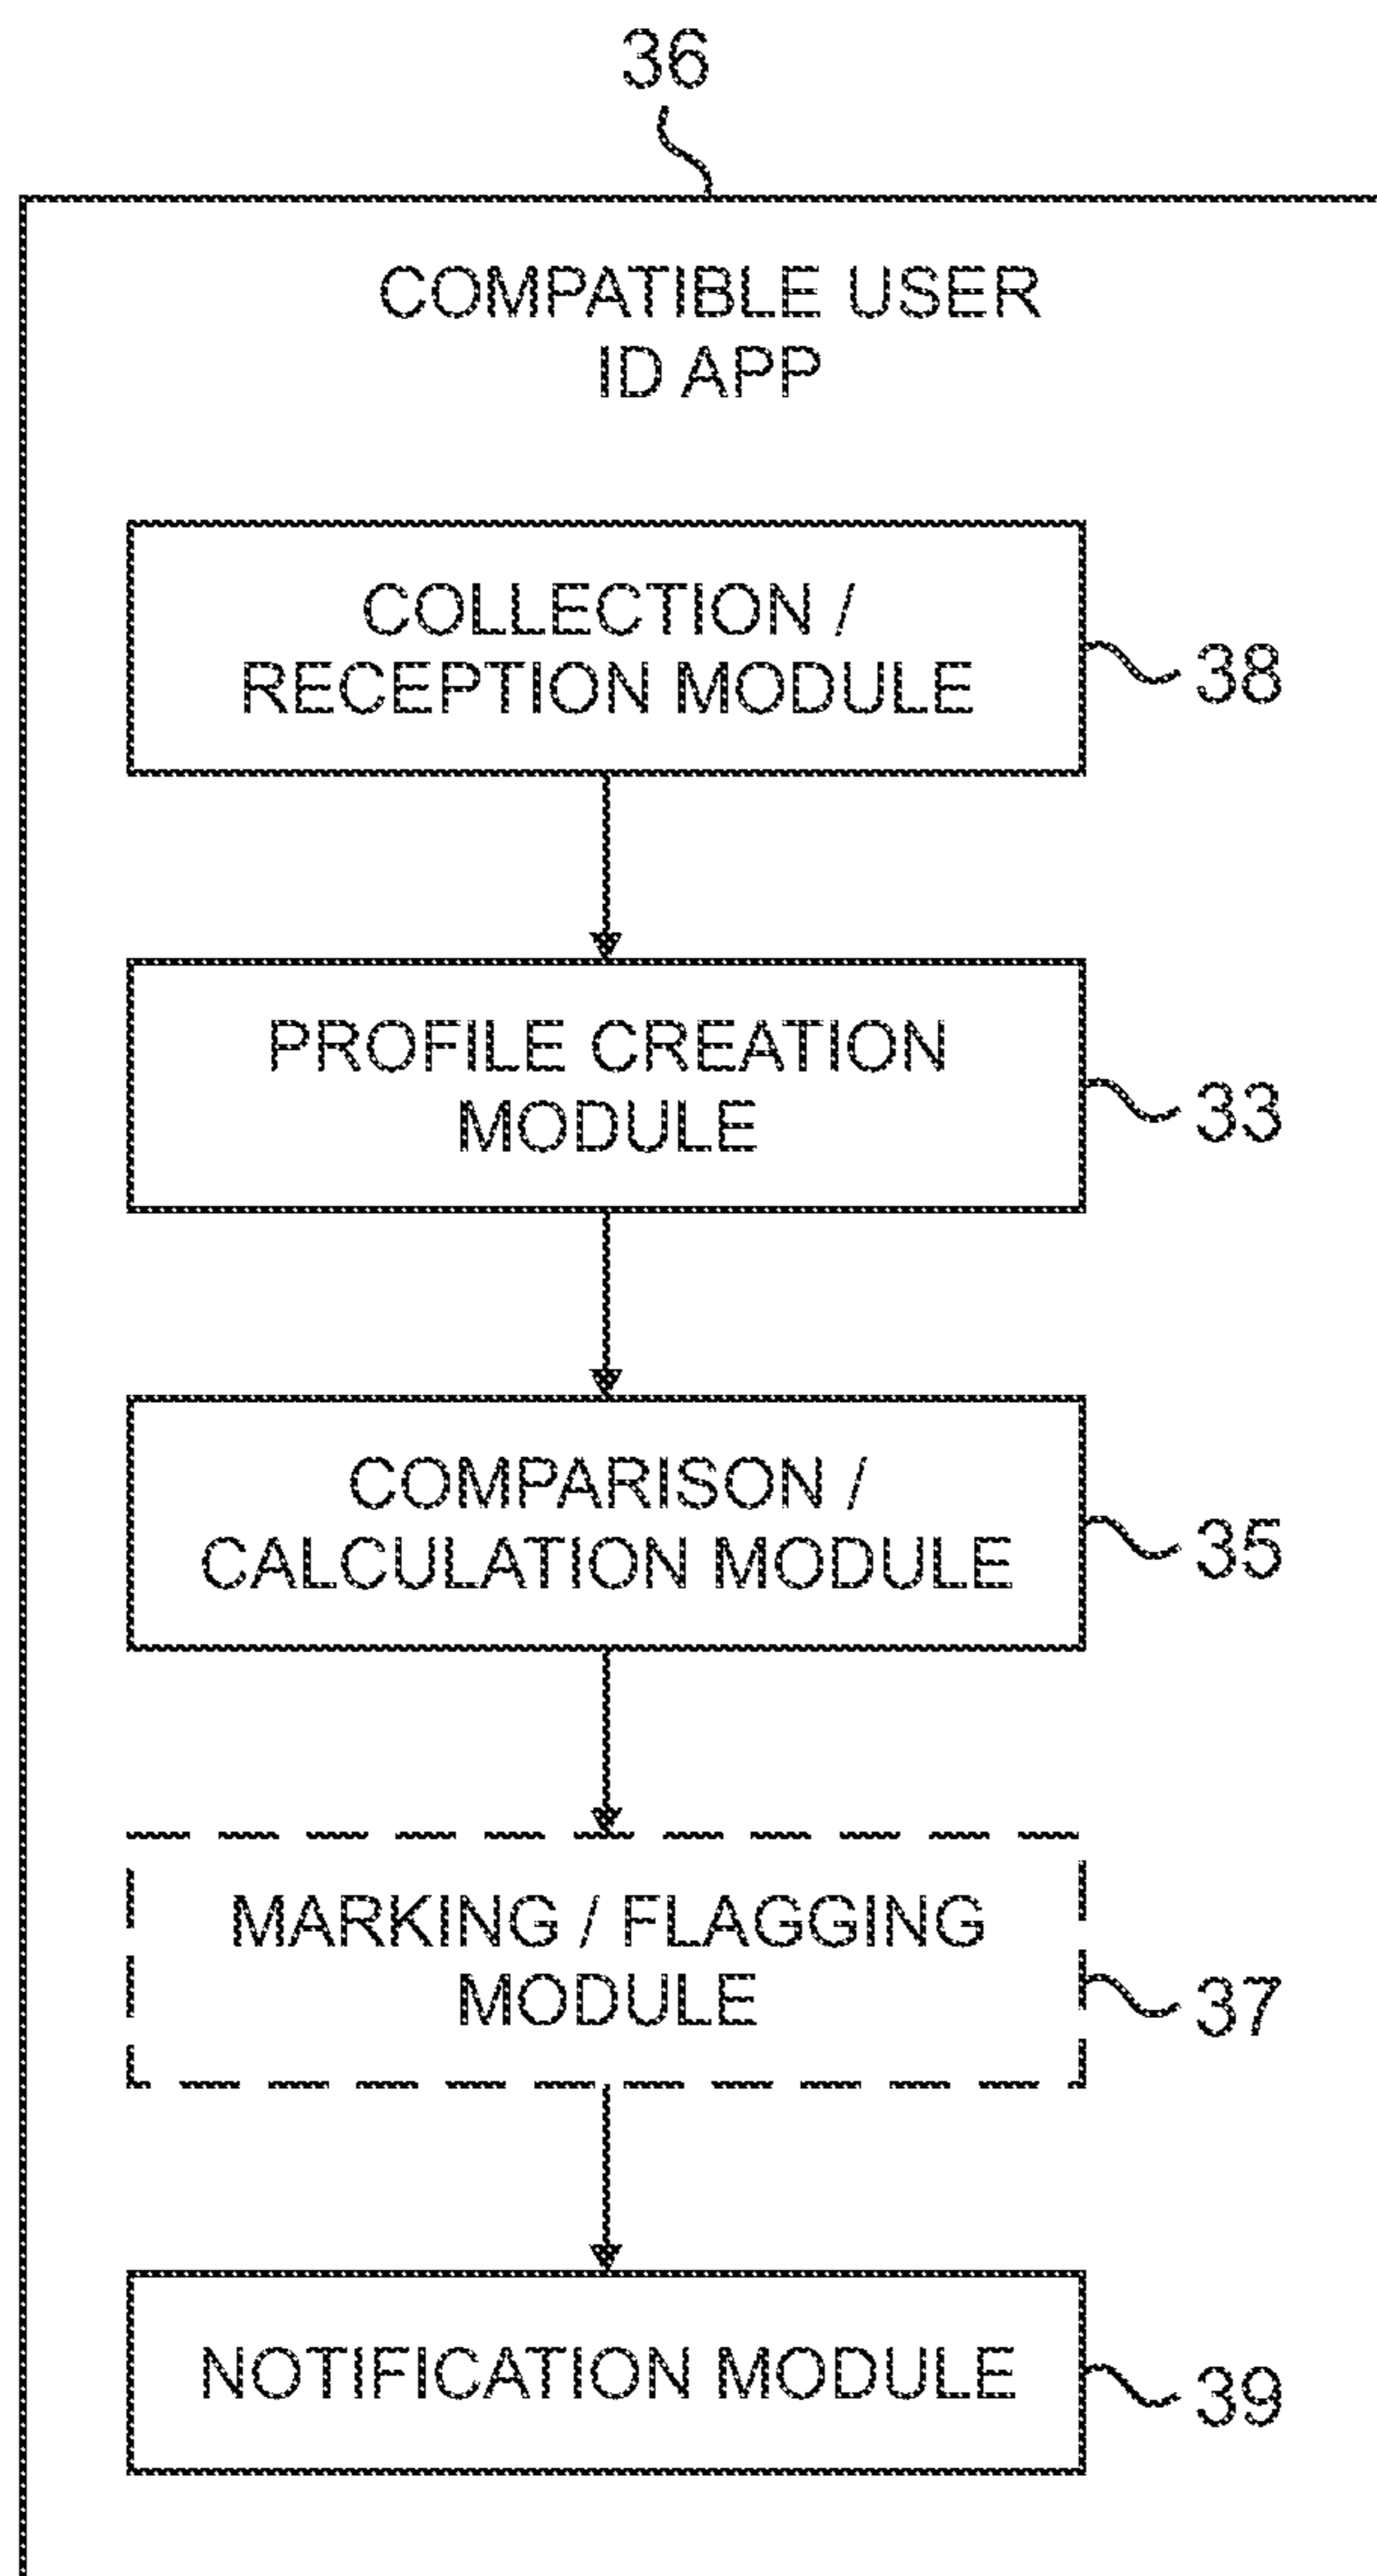 36
COMPATIBLE USER
ID APP
COLLECTION /
RECEPTION MODULE
38
PROFILE CREATION
MODULE
33
COMPARISON /
CALCULATION MODULE
35
MARKING / FLAGGING
MODULE
37
NOTIFICATION MODULE
39